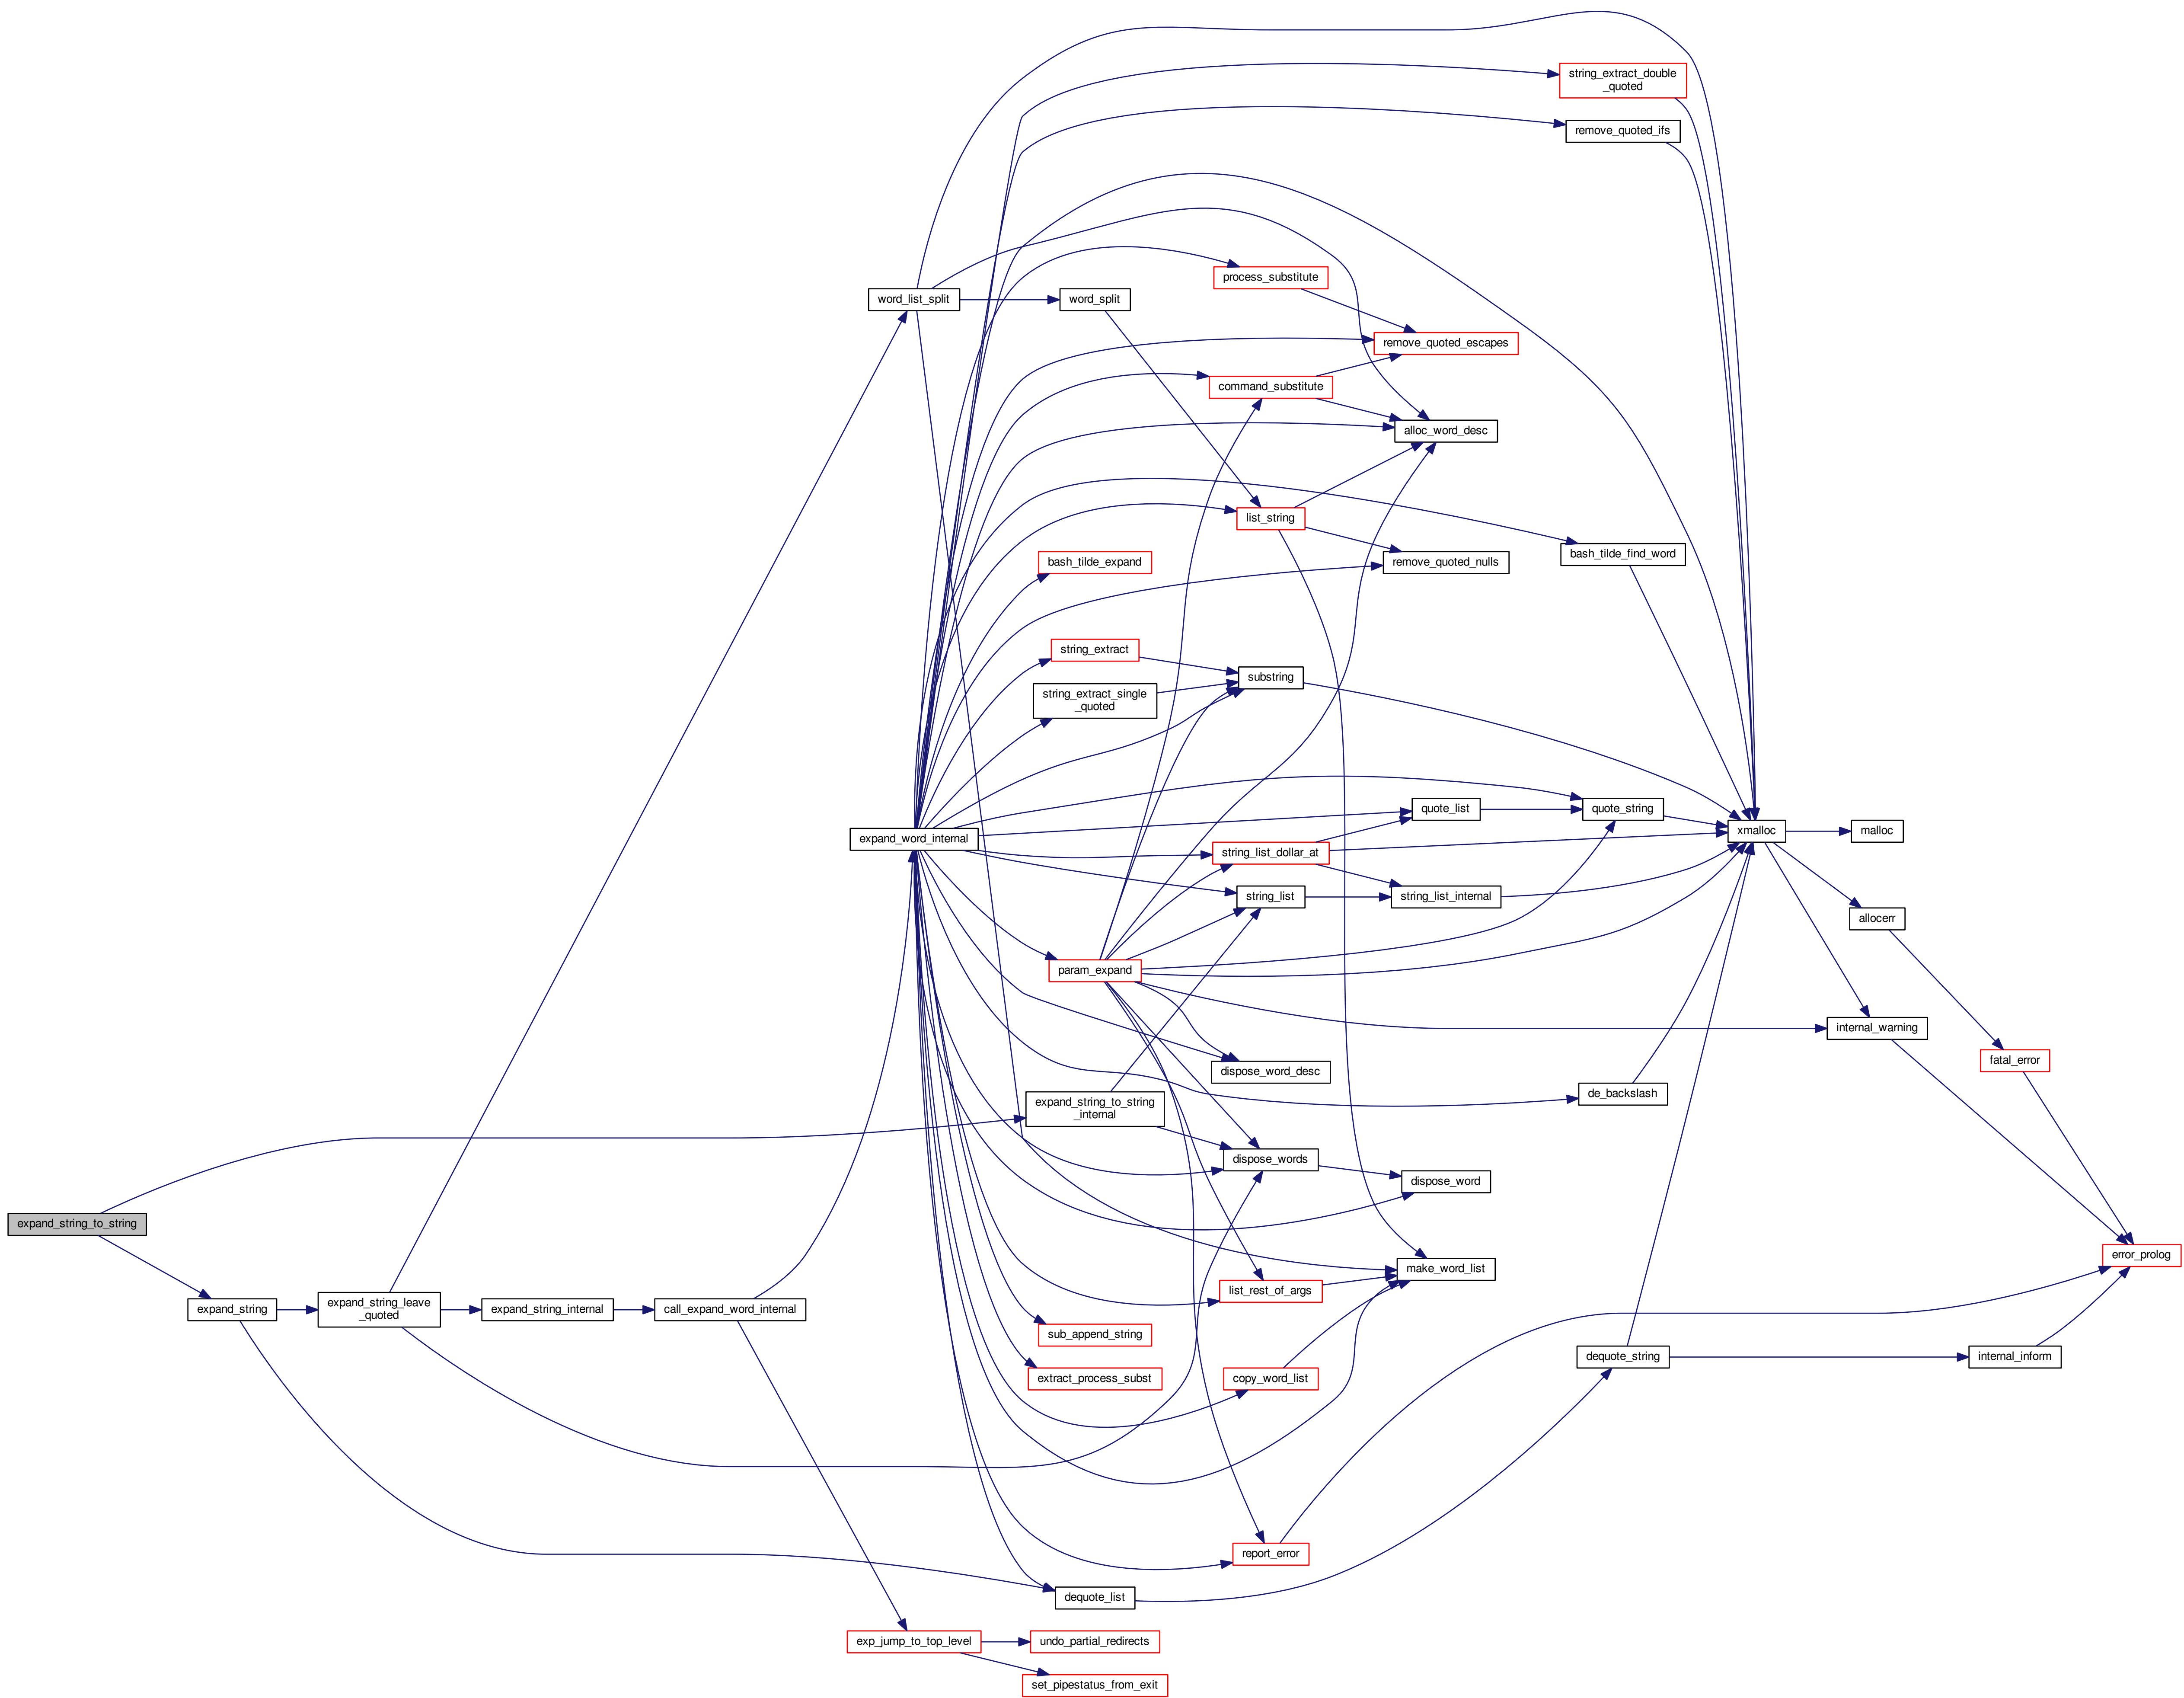 string_extract_double
_quoted
remove_quoted_ifs
process_substitute
word_list_split
word_split
remove_quoted_escapes
command_substitute
alloc_word_desc
list_string
bash_tilde_find_word
bash_tilde_expand
remove_quoted_nulls
string_extract
substring
string_extract_single
_quoted
quote_list
quote_string
xmalloc
malloc
expand_word_internal
string_list_dollar_at
string_list
string_list_internal
allocerr
param_expand
internal_warning
fatal_error
dispose_word_desc
de_backslash
expand_string_to_string
_internal
dispose_words
dispose_word
expand_string_to_string
error_prolog
make_word_list
list_rest_of_args
expand_string
expand_string_leave
_quoted
expand_string_internal
call_expand_word_internal
sub_append_string
dequote_string
internal_inform
extract_process_subst
copy_word_list
report_error
dequote_list
exp_jump_to_top_level
undo_partial_redirects
set_pipestatus_from_exit